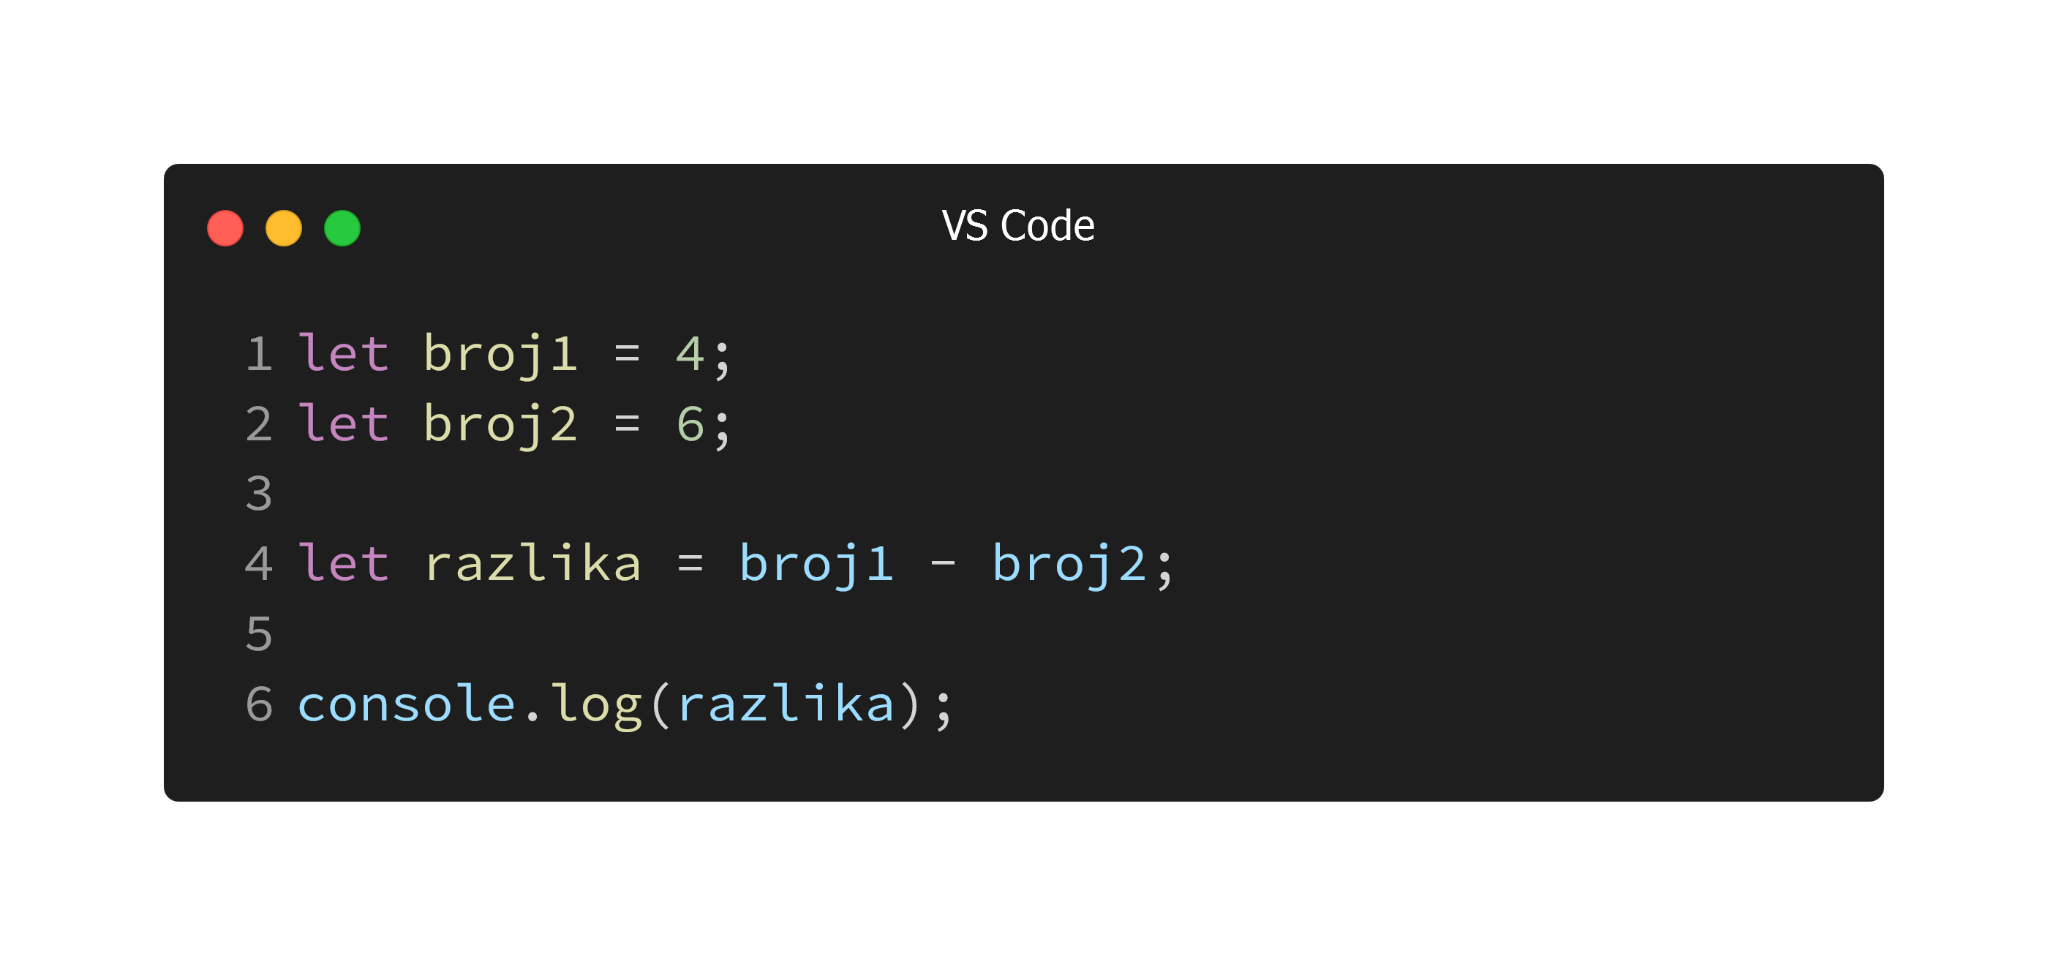 VS Code
1 let broj1 = 4;
2 let broj2 = 6;
3
4 let razlika = broj1 - broj2;
5
6 console.log(razlika);